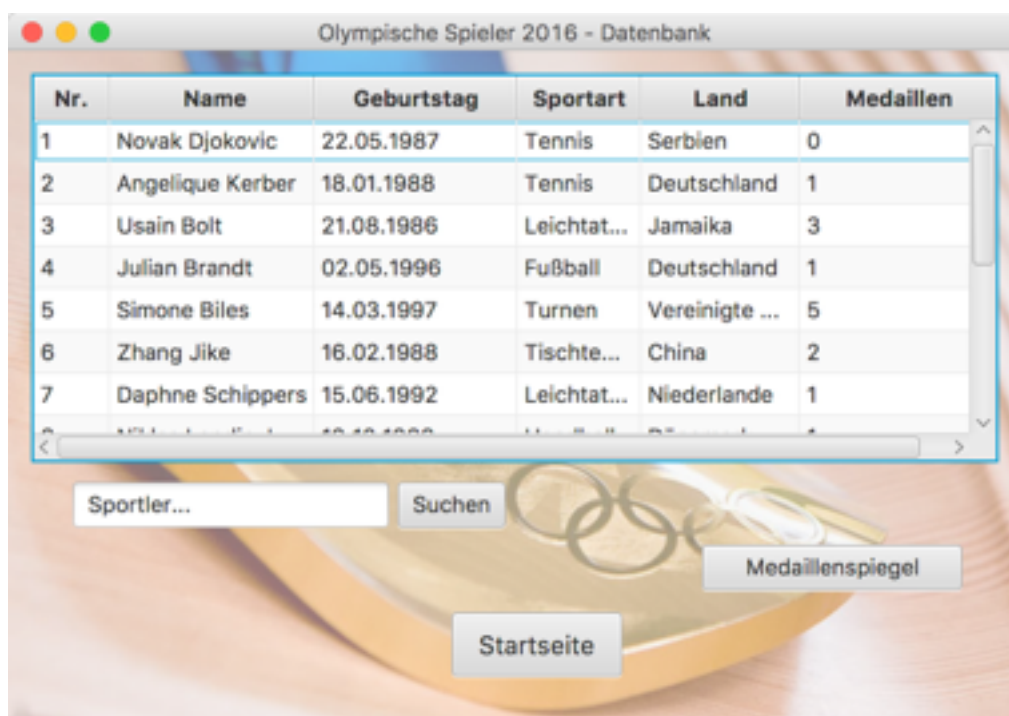 Olympische Spieler 2016 - Datenbank
Nr. Name Geburtstag Sportart Land Medaillen
1 Novak Djokovic 22.05.1987 Tennis Serbien 0
2 Angelique Kerber 18.01.1988 Tennis Deutschland 1
3 Usain Bolt 21.08.1986 Leichtat... Jamaika 3
4 Julian Brandt 02.05.1996 Fußball Deutschland 1
5 Simone Biles 14.03.1997 Turnen Vereinigte ... 5
6 Zhang Jike 16.02.1988 Tischte... China 2
7 Daphne Schippers 15.06.1992 Leichtat... Niederlande 1
Sportler... Suchen
Medaillenspiegel
Startseite